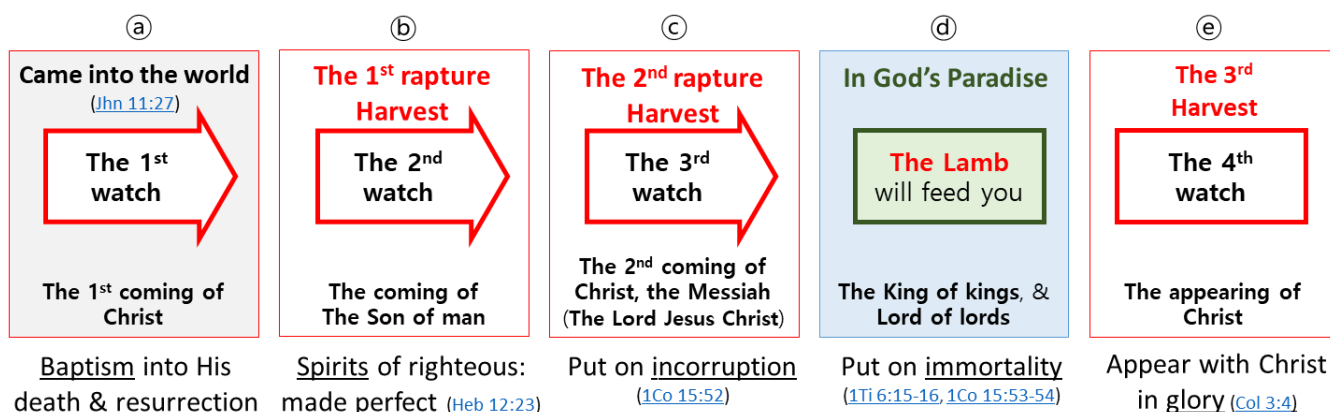 ⓐ
Came into the world
(Jhn 11:27)
The 1st
watch
The 1st coming of
Christ
Baptism into His
death & resurrection
ⓑ
The 1st rapture
Harvest
The 2nd
watch
The coming of
The Son of man
Spirits of righteous:
made perfect (Heb 12:23)
ⓒ
The 2nd rapture
Harvest
The 3rd
watch
The 2nd coming of
Christ, the Messiah
(The Lord Jesus Christ)
Put on incorruption
(1Co 15:52)
ⓓ
In God’s Paradise
The Lamb
will feed you
The King of kings, &
Lord of lords
Put on immortality
(1Ti 6:15-16, 1Co 15:53-54)
ⓔ
The 3rd
Harvest
The 4th
watch
The appearing of
Christ
Appear with Christ
in glory (Col 3:4)